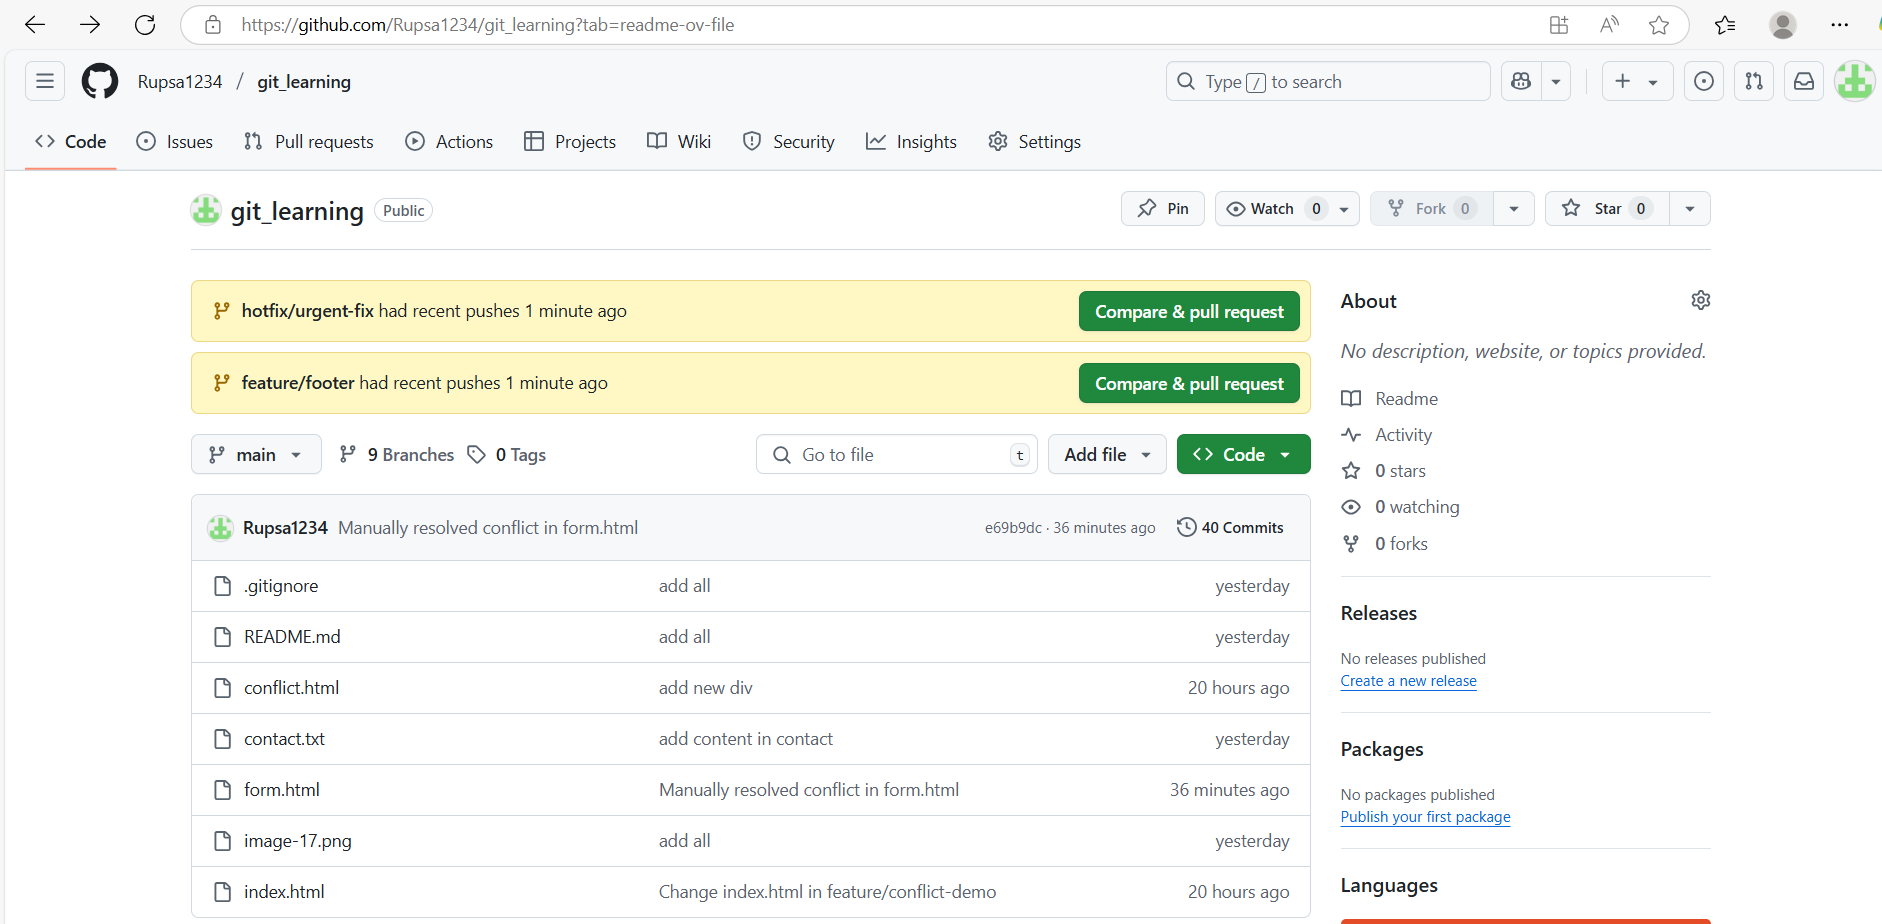 https://github.com/Rupsa1234/git_learning?tab=readme-ov-file
Rupsa1234 / git_learning
Type / to search
Code Issues Pull requests Actions Projects Wiki Security Insights Settings
git_learning Public
Pin Watch 0 Fork 0 Star 0
hotfix/urgent-fix had recent pushes 1 minute ago
Compare & pull request
feature/footer had recent pushes 1 minute ago
Compare & pull request
main 9 Branches 0 Tags
Go to file t
Add file
Code
Rupsa1234 Manually resolved conflict in form.html e69b9dc · 36 minutes ago 40 Commits
.gitignore add all yesterday
README.md add all yesterday
conflict.html add new div 20 hours ago
contact.txt add content in contact yesterday
form.html Manually resolved conflict in form.html 36 minutes ago
image-17.png add all yesterday
index.html Change index.html in feature/conflict-demo 20 hours ago
About
No description, website, or topics provided.
Readme
Activity
0 stars
0 watching
0 forks
Releases
No releases published
Create a new release
Packages
No packages published
Publish your first package
Languages